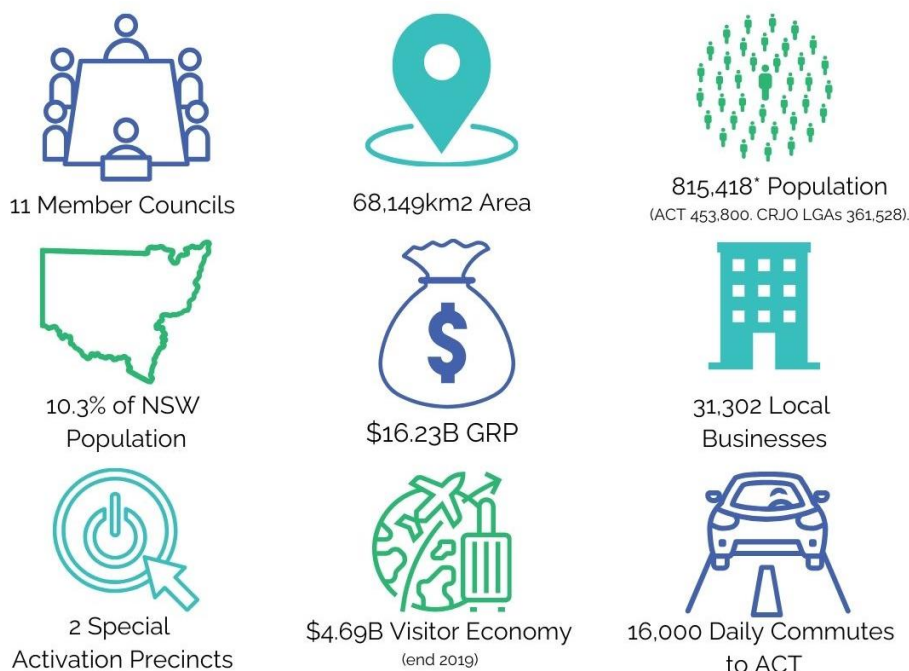 11 Member Councils
68,149km2 Area
815,418* Population
(ACT 453,800. CRJO LGAs 361,528).
10.3% of NSW
Population
$16.23B GRP
31,302 Local
Businesses
2 Special
Activation Precincts
$4.69B Visitor Economy
(end 2019)
16,000 Daily Commutes
to ACT